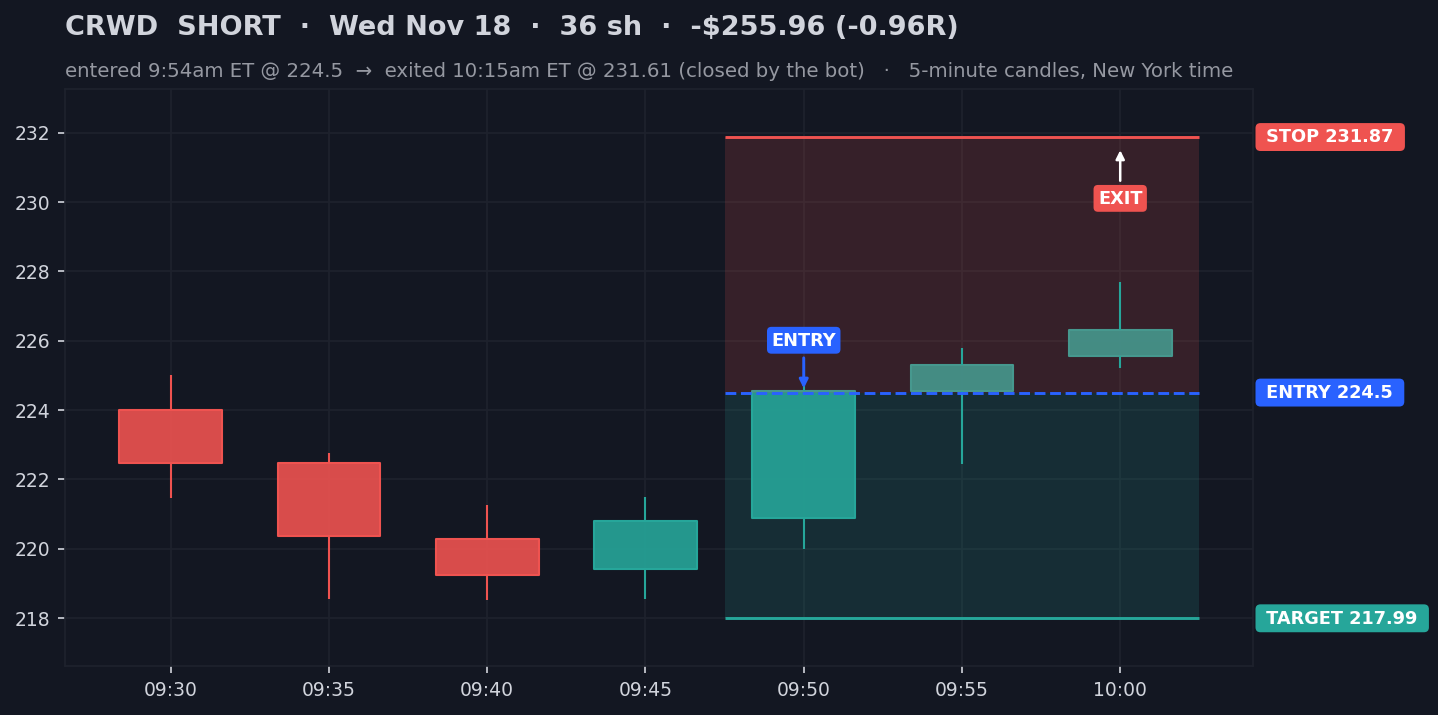 CRWD  SHORT  ·  Wed Nov 18  ·  36 sh  ·  -$255.96 (-0.96R)
entered 9:54am ET @ 224.5  →  exited 10:15am ET @ 231.61 (closed by the bot)   ·   5-minute candles, New York time
232
STOP 231.87
230
EXIT
228
226
ENTRY
224
ENTRY 224.5
222
220
218
TARGET 217.99
09:30 09:35 09:40 09:45 09:50 09:55 10:00